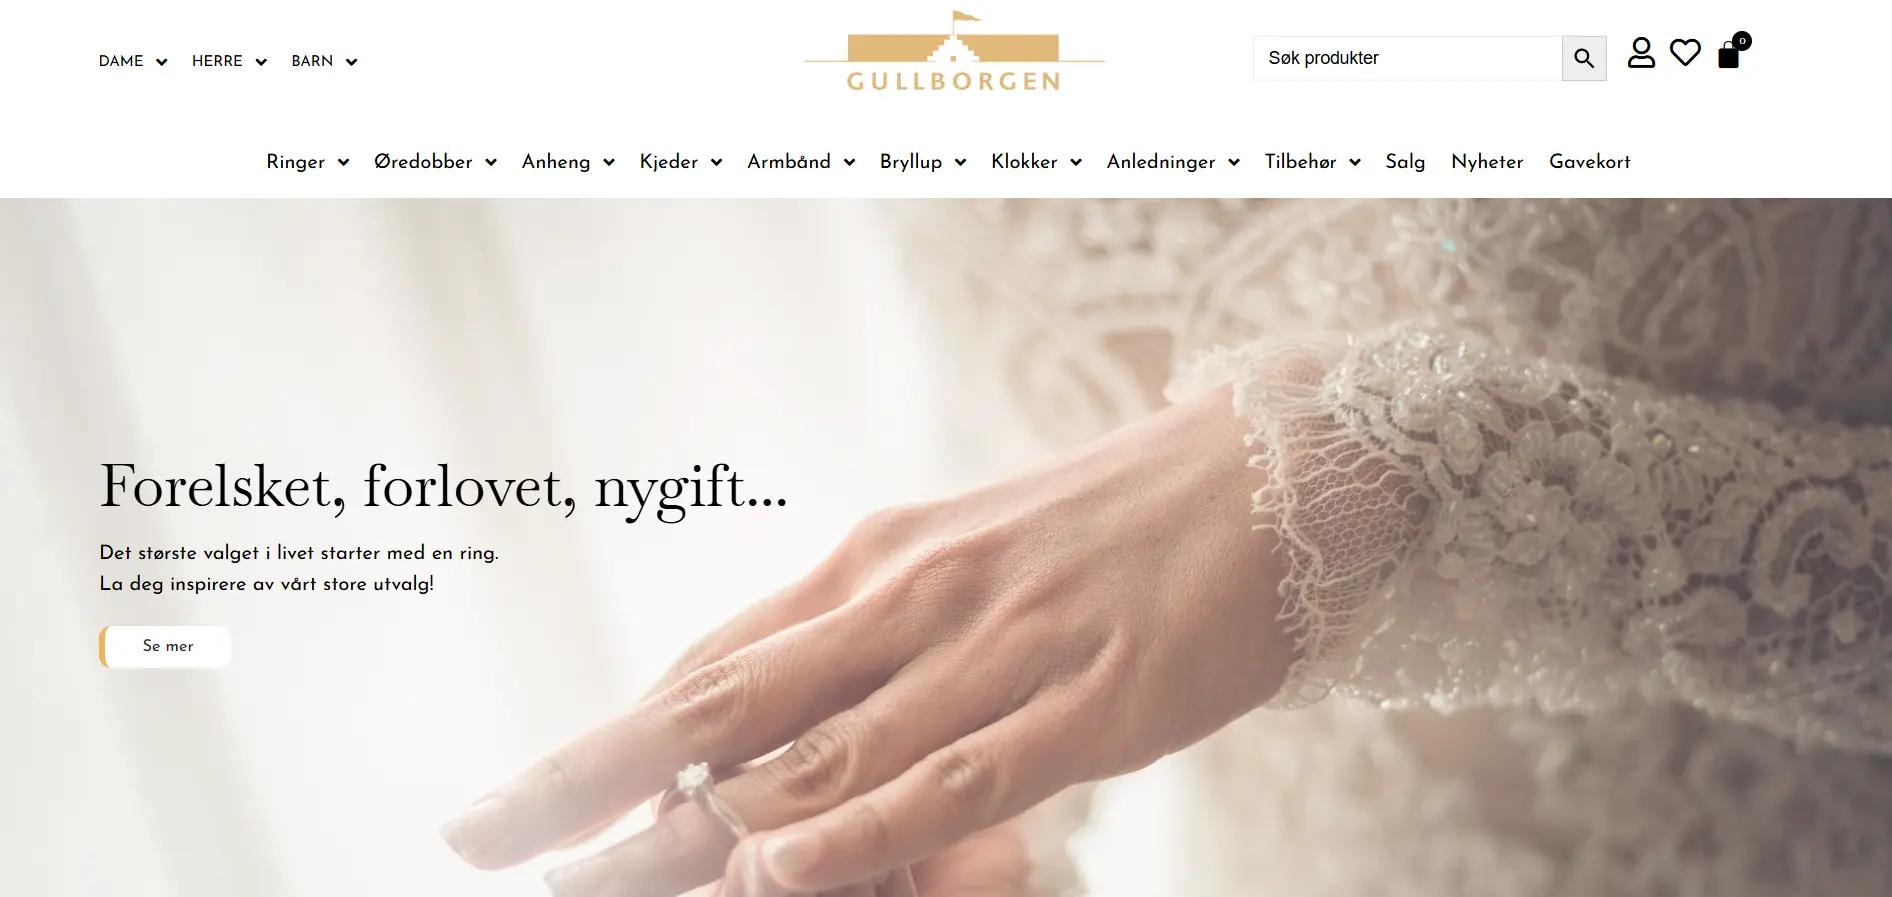 DAME HERRE BARN
GULLBORGEN
Søk produkter
0
Ringer Øredobber Anheng Kjeder Armbånd Bryllup Klokker Anledninger Tilbehør Salg Nyheter Gavekort
Forelsket, forlovet, nygift...
Det største valget i livet starter med en ring.
La deg inspirere av vårt store utvalg!
Se mer